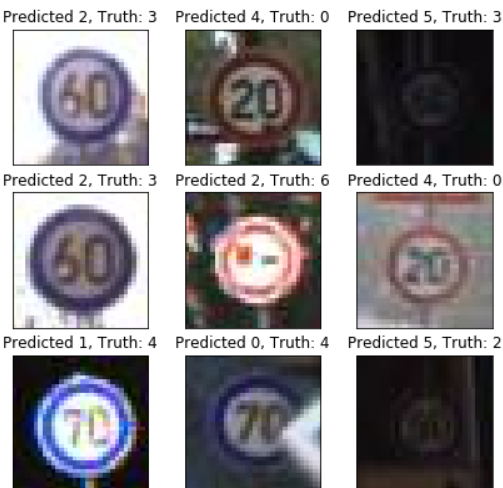 Predicted 2, Truth: 3
Predicted 4, Truth: 0
Predicted 5, Truth: 3
60
20
Predicted 2, Truth: 3
Predicted 2, Truth: 6
Predicted 4, Truth: 0
60
20
Predicted 1, Truth: 4
Predicted 0, Truth: 4
Predicted 5, Truth: 2
70
70